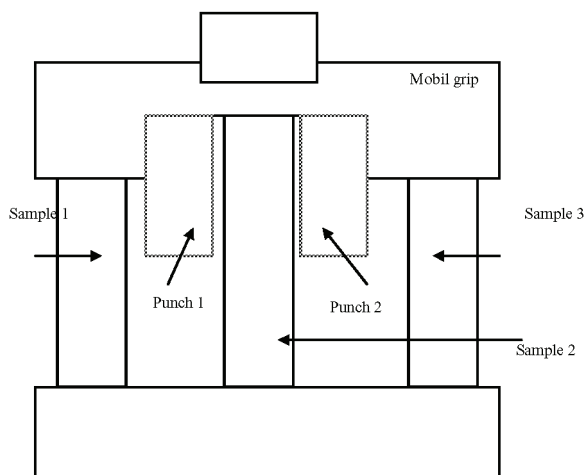 Mobil grip
Sample 1
Sample 3
Punch 1
Punch 2
Sample 2